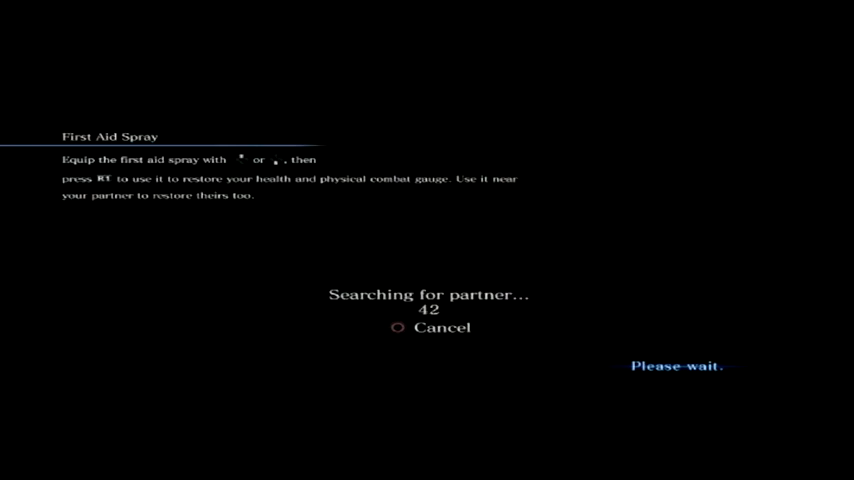 First Aid Spray
Equip the first aid spray with or , then
press RT to use it to restore your health and physical combat gauge. Use it near
your partner to restore theirs too.
Searching for partner...
42
Cancel
Please wait.